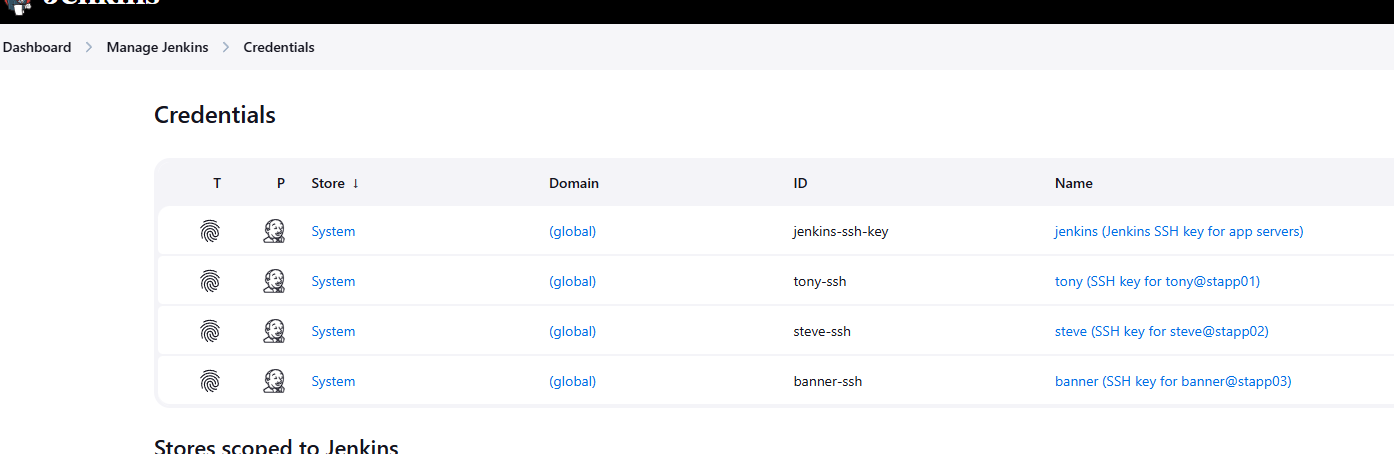 Jenkins
Dashboard > Manage Jenkins > Credentials
Credentials
T P Store ↓ Domain ID Name
System (global) jenkins-ssh-key jenkins (Jenkins SSH key for app servers)
System (global) tony-ssh tony (SSH key for tony@stapp01)
System (global) steve-ssh steve (SSH key for steve@stapp02)
System (global) banner-ssh banner (SSH key for banner@stapp03)
Stores scoped to Jenkins